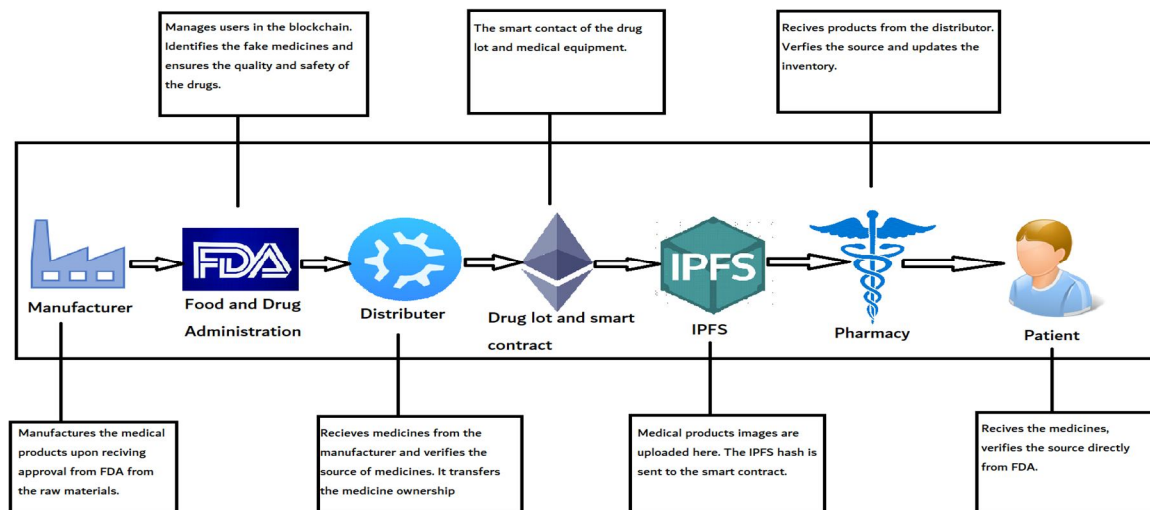 Manages users in the blockchain.
Identifies the fake medicines and
ensures the quality and safety of
the drugs.
The smart contact of the drug
lot and medical equipment.
Recives products from the distributor.
Verfies the source and updates the
inventory.
Manufacturer
FDA
Food and Drug
Administration
Distributer
Drug lot and smart
contract
IPFS
IPFS
Pharmacy
Patient
Manufactures the medical
products upon reciving
approval from FDA from
the raw materials.
Recieves medicines from the
manufacturer and verifies the
source of medicines. It transfers
the medicine ownership
Medical products images are
uploaded here. The IPFS hash is
sent to the smart contract.
Recives the medicines,
verifies the source directly
from FDA.